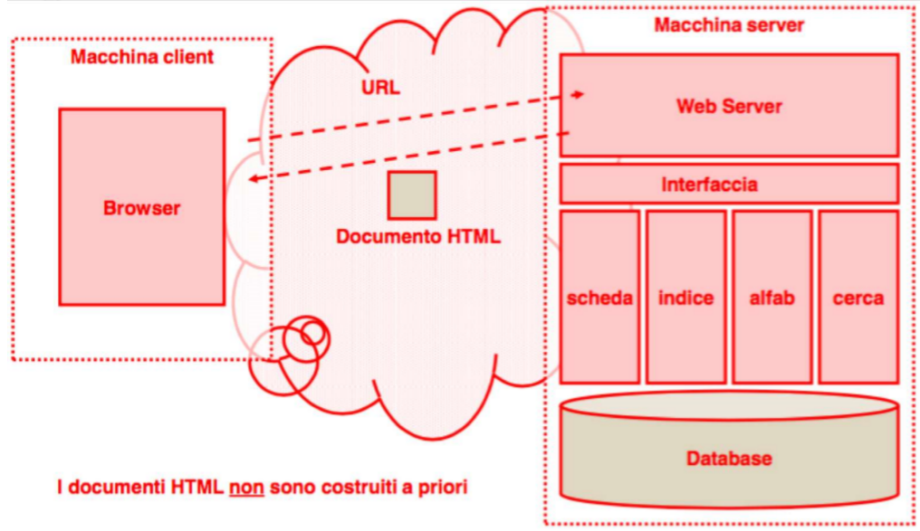 Macchina client
Browser
URL
Documento HTML
Macchina server
Web Server
Interfaccia
scheda
indice
alfab
cerca
Database
I documenti HTML non sono costruiti a priori